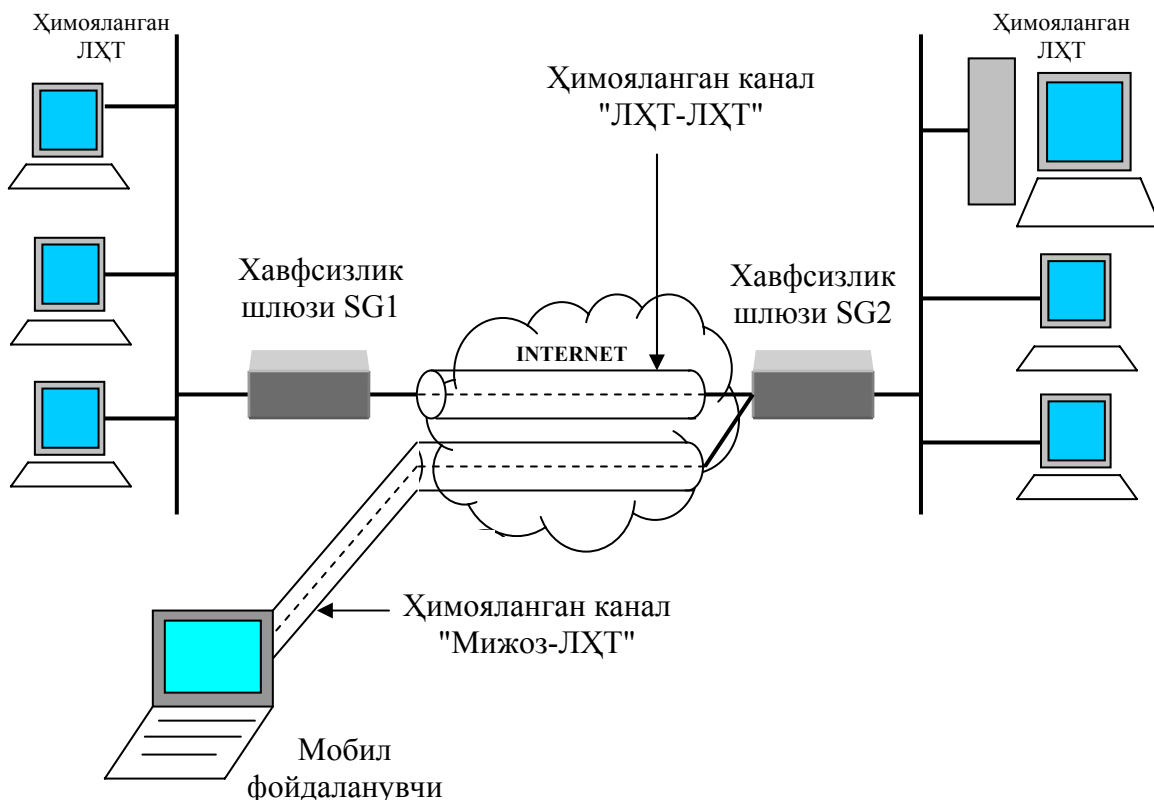 Ҳимояланган
ЛҲТ
Ҳимояланган
ЛҲТ
Ҳимояланган канал
"ЛҲТ-ЛҲТ"
Хавфсизлик
шлюзи SG1
Хавфсизлик
шлюзи SG2
INTERNET
Ҳимояланган канал
"Мижоз-ЛҲТ"
Мобил
фойдаланувчи